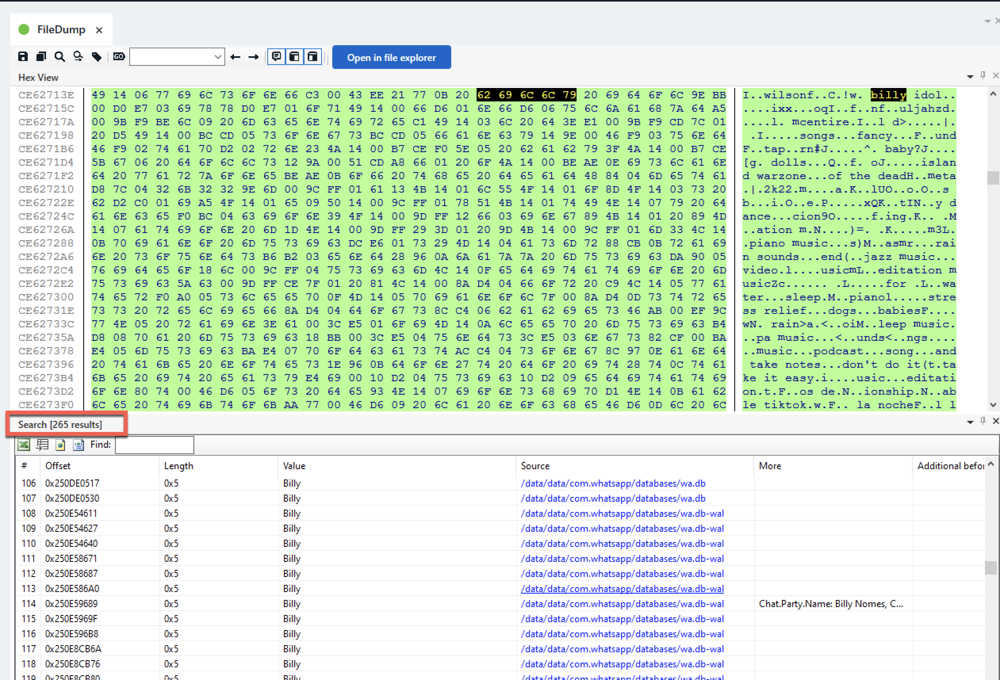 FileDump
GO
Open in file explorer
Hex View
CE62713E 49 14 06 77 69 6C 73 6F 6E 66 C3 00 43 EE 21 77 0B 20 62 69 6C 6C 79 20 69 64 6F 6C 9E BB I..wilsonf..C.!w. billy idol..
CE62715C 00 D0 E7 03 69 78 78 D0 E7 01 6F 71 49 14 00 66 D6 01 6E 66 D6 06 75 6C 6A 61 68 7A 64 A5 ....ixx...oqI..f..nf..uljahzd.
CE62717A 00 9B F9 BE 6C 09 20 6D 63 65 6E 74 69 72 65 C1 49 14 03 6C 20 64 3E E1 00 9B F9 CD 7C 01 ....l. mcentire.I..l d>.....|.
CE627198 20 D5 49 14 00 BC CD 05 73 6F 6E 67 73 BC CD 05 66 61 6E 63 79 14 9E 00 46 F9 03 75 6E 64 .I.....songs...fancy...F..und
CE6271B6 46 F9 02 74 61 70 D2 02 72 6E 23 4A 14 00 B7 CE F0 5E 05 20 62 61 62 79 3F 4A 14 00 B7 CE F..tap..rn#J.....^. baby?J....
CE6271D4 5B 67 06 20 64 6F 6C 6C 73 12 9A 00 51 CD A8 66 01 20 6F 4A 14 00 BE AE 0E 69 73 6C 61 6E [g. dolls...Q..f. oJ.....islan
CE6271F2 64 20 77 61 72 7A 6F 6E 65 BE AE 0B 6F 66 20 74 68 65 20 64 65 61 64 48 84 04 6D 65 74 61 d warzone...of the deadH..meta
CE627210 D8 7C 04 32 6B 32 32 9E 6D 00 9C FF 01 61 13 4B 14 01 6C 55 4F 14 01 6F 8D 4F 14 03 73 20 .|.2k22.m....a.K..lUO..o.O..s
CE62722E 62 D2 C0 01 69 A5 4F 14 01 65 09 50 14 00 9C FF 01 78 51 4B 14 01 74 49 4E 14 07 79 20 64 b...i.O..e.P.....xQK..tIN..y d
CE62724C 61 6E 63 65 F0 BC 04 63 69 6F 6E 39 4F 14 00 9D FF 12 66 03 69 6E 67 89 4B 14 01 20 89 4D ance...cion9O.....f.ing.K.. .M
CE62726A 14 07 61 74 69 6F 6E 20 6D 1D 4E 14 00 9D FF 29 3D 01 20 9D 4B 14 00 9C FF 01 6D 33 4C 14 ..ation m.N....)=. .K.....m3L.
CE627288 0B 70 69 61 6E 6F 20 6D 75 73 69 63 DC E6 01 73 29 4D 14 04 61 73 6D 72 88 CB 0B 72 61 69 .piano music...s)M..asmr...rai
CE6272A6 6E 20 73 6F 75 6E 64 73 B6 B2 03 65 6E 64 28 96 0A 6A 61 7A 7A 20 6D 75 73 69 63 DA 90 05 n sounds...end(..jazz music...
CE6272C4 76 69 64 65 6F 18 6C 00 9C FF 04 75 73 69 63 6D 4C 14 0F 65 64 69 74 61 74 69 6F 6E 20 6D video.l....usicmL..editation m
CE6272E2 75 73 69 63 5A 63 00 9D FF CE 7F 01 20 81 4C 14 00 8A D4 04 66 6F 72 20 C9 4C 14 05 77 61 usicZc...... .L.....for .L..wa
CE627300 74 65 72 F0 A0 05 73 6C 65 65 70 0F 4D 14 05 70 69 61 6E 6F 6C 7F 00 8A D4 0D 73 74 72 65 ter...sleep.M..pianol.....stre
CE62731E 73 73 20 72 65 6C 69 65 66 8A D4 04 64 6F 67 73 8C C4 06 62 61 62 69 65 73 46 AB 00 EF 9C ss relief...dogs...babiesF....
CE62733C 77 4E 05 20 72 61 69 6E 3E 61 00 3C E5 01 6F 69 4D 14 0A 6C 65 65 70 20 6D 75 73 69 63 B4 wN. rain>a.<..oiM..leep music.
CE62735A D8 08 70 61 20 6D 75 73 69 63 18 BB 00 3C E5 04 75 6E 64 73 3C E5 03 6E 67 73 82 CF 00 BA ..pa music...<..unds<..ngs....
CE627378 E4 05 6D 75 73 69 63 BA E4 07 70 6F 64 63 61 73 74 AC C4 04 73 6F 6E 67 8C 97 0E 61 6E 64 ..music...podcast...song...and
CE627396 20 74 61 6B 65 20 6E 6F 74 65 73 1E 96 0B 64 6F 6E 27 74 20 64 6F 20 69 74 28 74 0C 74 61 take notes...don't do it(t.ta
CE6273B4 6B 65 20 69 74 20 65 61 73 79 E4 69 00 10 D2 04 75 73 69 63 10 D2 09 65 64 69 74 61 74 69 ke it easy.i....usic...editati
CE6273D2 6F 6E 80 74 00 46 D6 05 6F 73 20 64 65 93 4E 14 07 69 6F 6E 73 68 69 70 D1 4E 14 0B 61 62 on.t.F..os de.N..ionship.N..ab
CE6273F0 6C 65 20 74 69 6B 74 6F 6B AA 77 00 46 D6 09 20 6C 61 20 6E 6F 63 68 65 46 D6 0D 6C 20 6C le tiktok.w.F.. la nocheF..l l
Search [265 results]
Find:
# Offset Length Value Source More Additional befor
106 0x250DE0517 0x5 Billy /data/data/com.whatsapp/databases/wa.db
107 0x250DE0530 0x5 Billy /data/data/com.whatsapp/databases/wa.db
108 0x250E54611 0x5 Billy /data/data/com.whatsapp/databases/wa.db-wal
109 0x250E54627 0x5 Billy /data/data/com.whatsapp/databases/wa.db-wal
110 0x250E54640 0x5 Billy /data/data/com.whatsapp/databases/wa.db-wal
111 0x250E58671 0x5 Billy /data/data/com.whatsapp/databases/wa.db-wal
112 0x250E58687 0x5 Billy /data/data/com.whatsapp/databases/wa.db-wal
113 0x250E586A0 0x5 Billy /data/data/com.whatsapp/databases/wa.db-wal
114 0x250E59689 0x5 Billy /data/data/com.whatsapp/databases/wa.db-wal Chat.Party.Name: Billy Nomes, C...
115 0x250E5969F 0x5 Billy /data/data/com.whatsapp/databases/wa.db-wal
116 0x250E596B8 0x5 Billy /data/data/com.whatsapp/databases/wa.db-wal
117 0x250E8CB6A 0x5 Billy /data/data/com.whatsapp/databases/wa.db-wal
118 0x250E8CB76 0x5 Billy /data/data/com.whatsapp/databases/wa.db-wal
119 0x250E8CB80 0x5 Billy /data/data/com.whatsapp/databases/wa.db-wal